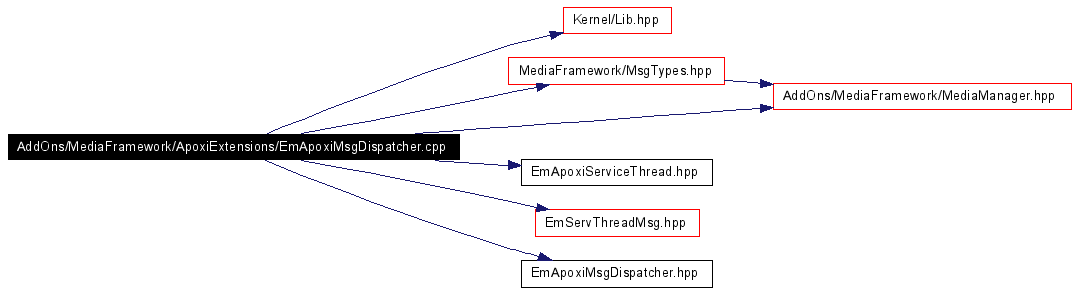 Kernel/Lib.hpp
MediaFramework/MsgTypes.hpp
AddOns/MediaFramework/MediaManager.hpp
AddOns/MediaFramework/ApoxiExtensions/EmApoxiMsgDispatcher.cpp
EmApoxiServiceThread.hpp
EmServThreadMsg.hpp
EmApoxiMsgDispatcher.hpp